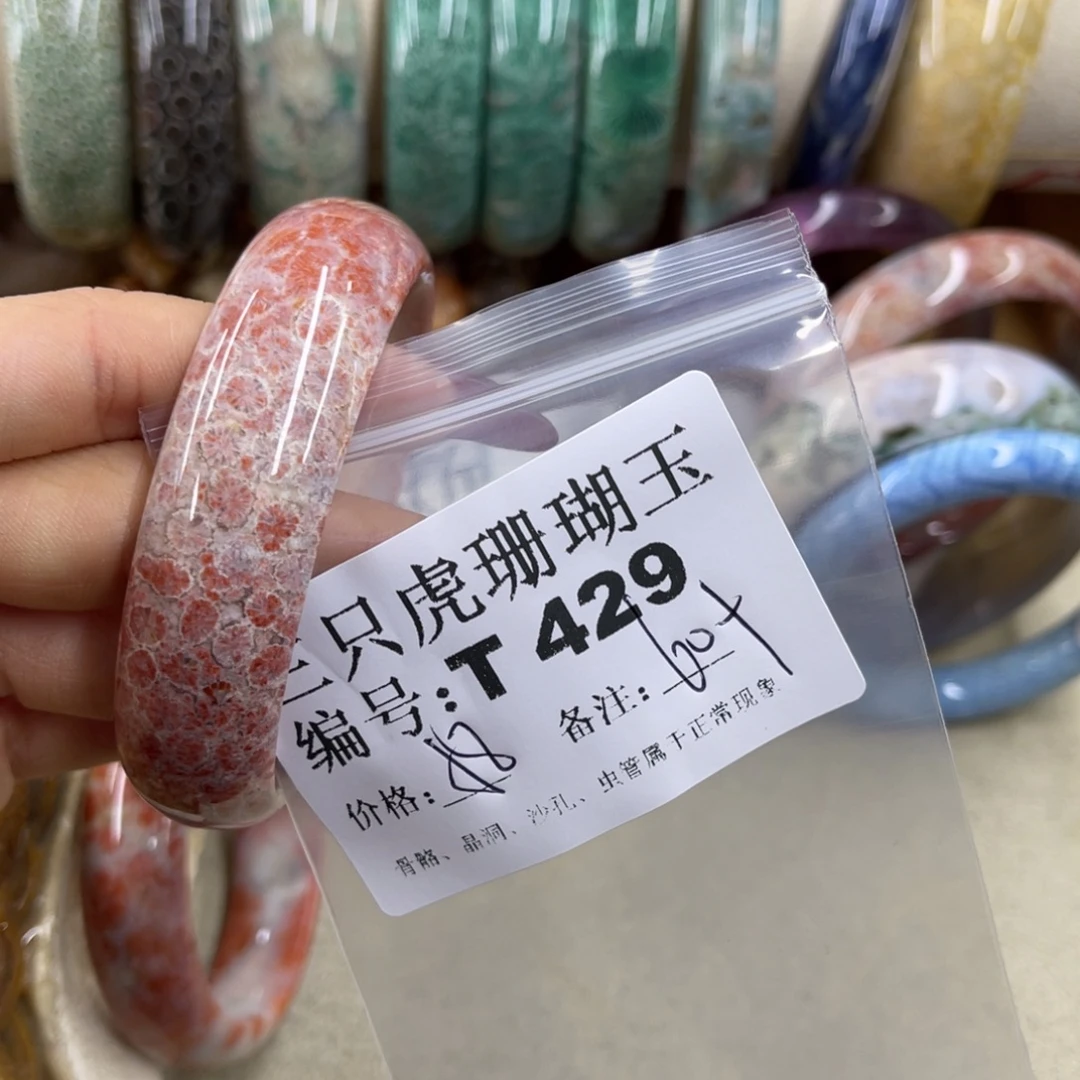 三只虎珊瑚玉
编号:T 429
价格: 备注:
骨骼、晶洞、沙孔、虫管属于正常现象